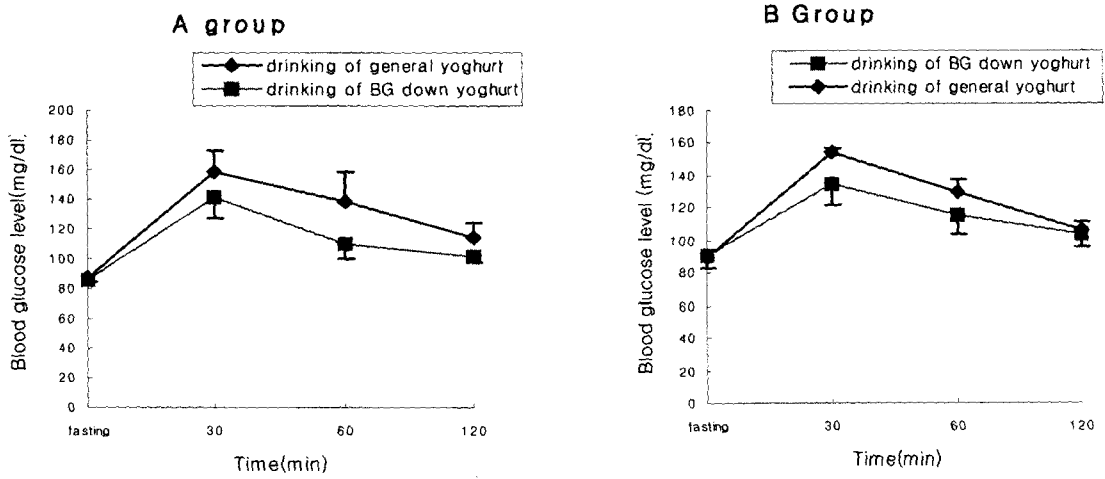 A group
drinking of general yoghurt
drinking of BG down yoghurt
Blood glucose level(mg/dl)
200
180
160
140
120
100
80
60
40
20
0
fasting
30
60
120
Time(min)
B Group
drinking of BG down yoghurt
drinking of general yoghurt
Blood glucose level (mg/dl)
180
160
140
120
100
80
60
40
20
0
fasting
30
60
120
Time(min)